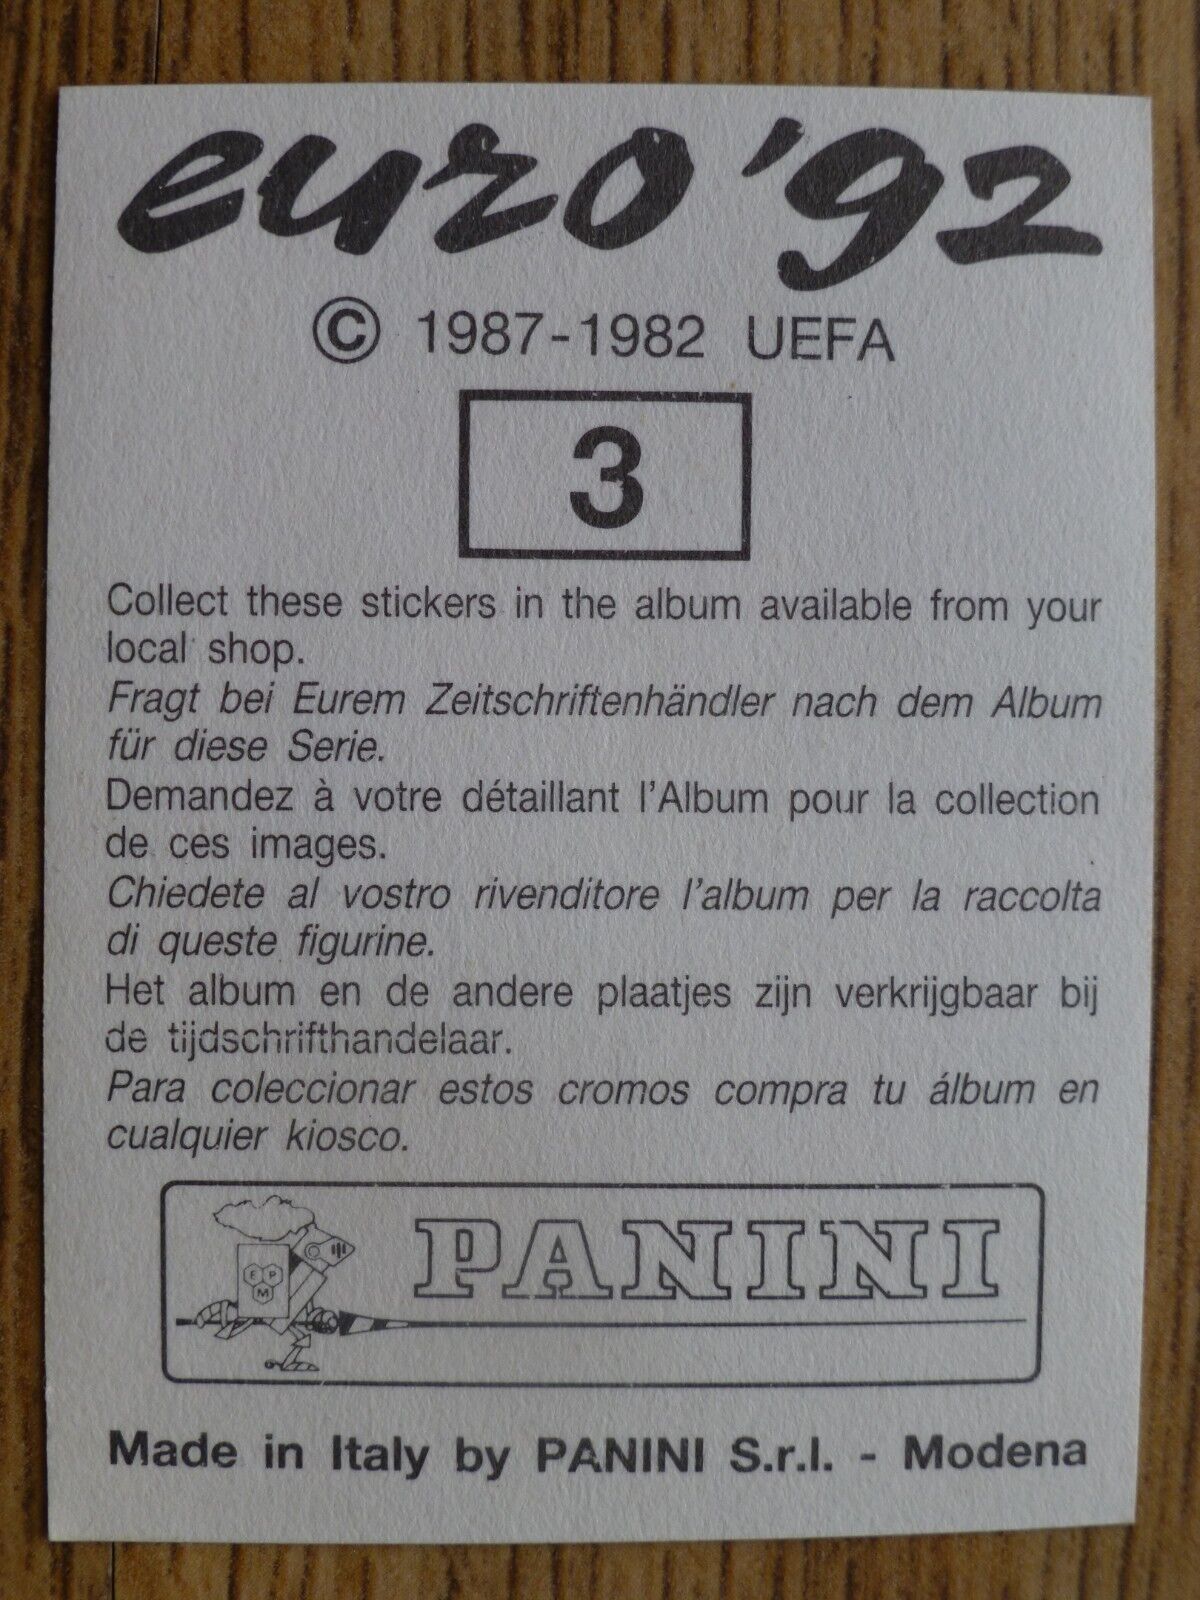 euro '92
© 1987-1982 UEFA
3
Collect these stickers in the album available from your
local shop.
Fragt bei Eurem Zeitschriftenhändler nach dem Album
für diese Serie.
Demandez à votre détaillant l'Album pour la collection
de ces images.
Chiedete al vostro rivenditore l'album per la raccolta
di queste figurine.
Het album en de andere plaatjes zijn verkrijgbaar bij
de tijdschrifthandelaar.
Para coleccionar estos cromos compra tu álbum en
cualquier kiosco.
F P
M
PANINI
Made in Italy by PANINI S.r.l. - Modena